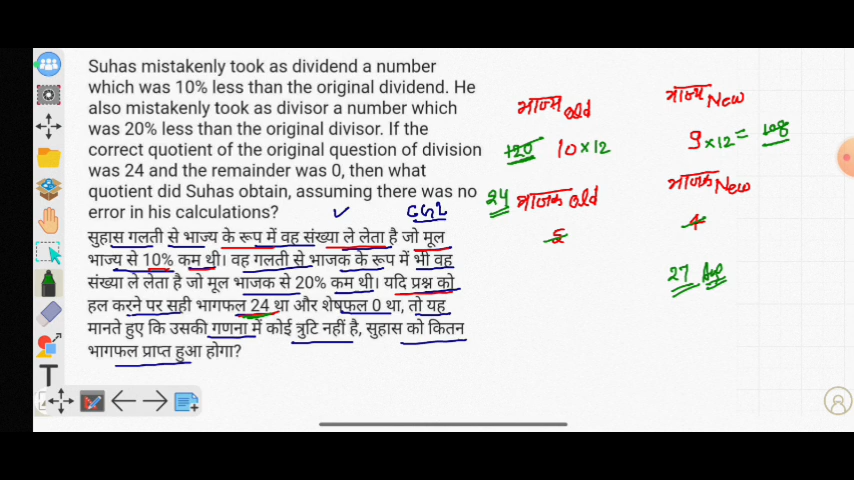 Suhas mistakenly took as dividend a number
which was 10% less than the original dividend. He
also mistakenly took as divisor a number which
was 20% less than the original divisor. If the
correct quotient of the original question of division
was 24 and the remainder was 0, then what
quotient did Suhas obtain, assuming there was no
error in his calculations?
CGL
सुहास गलती से भाज्य के रूप में वह संख्या ले लेता है जो मूल
भाज्य से 10% कम थी। वह गलती से भाजक के रूप में भी वह
संख्या ले लेता है जो मूल भाजक से 20% कम थी। यदि प्रश्न को
हल करने पर सही भागफल 24 था और शेषफल 0 था, तो यह
मानते हुए कि उसकी गणना में कोई त्रुटि नहीं है, सुहास को कितन
भागफल प्राप्त हुआ होगा?
भाज्य old
120 10 × 12
24 भाजक old
5
भाज्य New
9 × 12 = 108
भाजक New
4
27 Ans
T